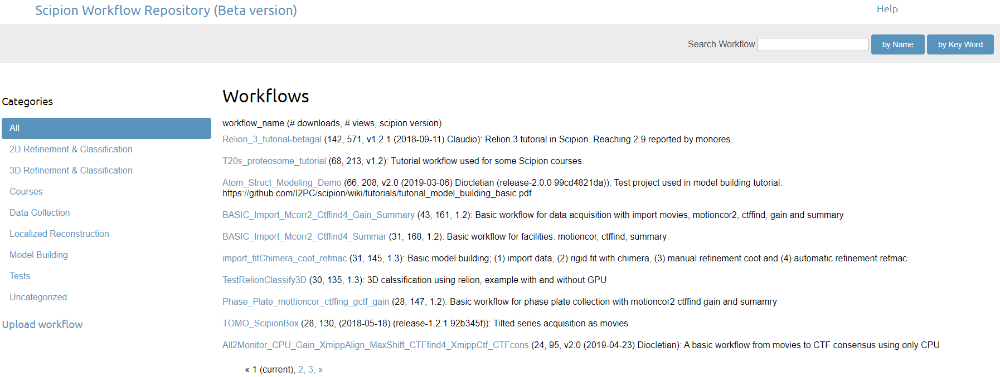 Scipion Workflow Repository (Beta version)
Help
Search Workflow
by Name
by Key Word
Categories
All
2D Refinement & Classification
3D Refinement & Classification
Courses
Data Collection
Localized Reconstruction
Model Building
Tests
Uncategorized
Upload workflow
Workflows
workflow_name (# downloads, # views, scipion version)
Relion_3_tutorial-betagal (142, 571, v1.2.1 (2018-09-11) Claudio): Relion 3 tutorial in Scipion. Reaching 2.9 reported by monores.
T20s_proteosome_tutorial (68, 213, v1.2): Tutorial workflow used for some Scipion courses.
Atom_Struct_Modeling_Demo (66, 208, v2.0 (2019-03-06) Diocletian (release-2.0.0 99cd4821da)): Test project used in model building tutorial:
https://github.com/I2PC/scipion/wiki/tutorials/tutorial_model_building_basic.pdf
BASIC_Import_Mcorr2_Ctffind4_Gain_Summary (43, 161, 1.2): Basic workflow for data acquisition with import movies, motioncor2, ctffind, gain and summary
BASIC_Import_Mcorr2_Ctffind4_Summar (31, 168, 1.2): Basic workflow for facilities: motioncor, ctffind, summary
import_fitChimera_coot_refmac (31, 145, 1.3): Basic model building; (1) import data, (2) rigid fit with chimera, (3) manual refinement coot and (4) automatic refinement refmac
TestRelionClassify3D (30, 135, 1.3): 3D calssification using relion, example with and without GPU
Phase_Plate_mottioncor_ctffing_gctf_gain (28, 147, 1.2): Basic workflow for phase plate collection with motioncor2 ctffind gain and sumamry
TOMO_ScipionBox (28, 130, (2018-05-18) (release-1.2.1 92b345f)): Tilted series acquisition as movies
All2Monitor_CPU_Gain_XmippAlign_MaxShift_CTFfind4_XmippCtf_CTFcons (24, 95, v2.0 (2019-04-23) Diocletian): A basic workflow from movies to CTF consensus using only CPU
« 1 (current), 2, 3, »